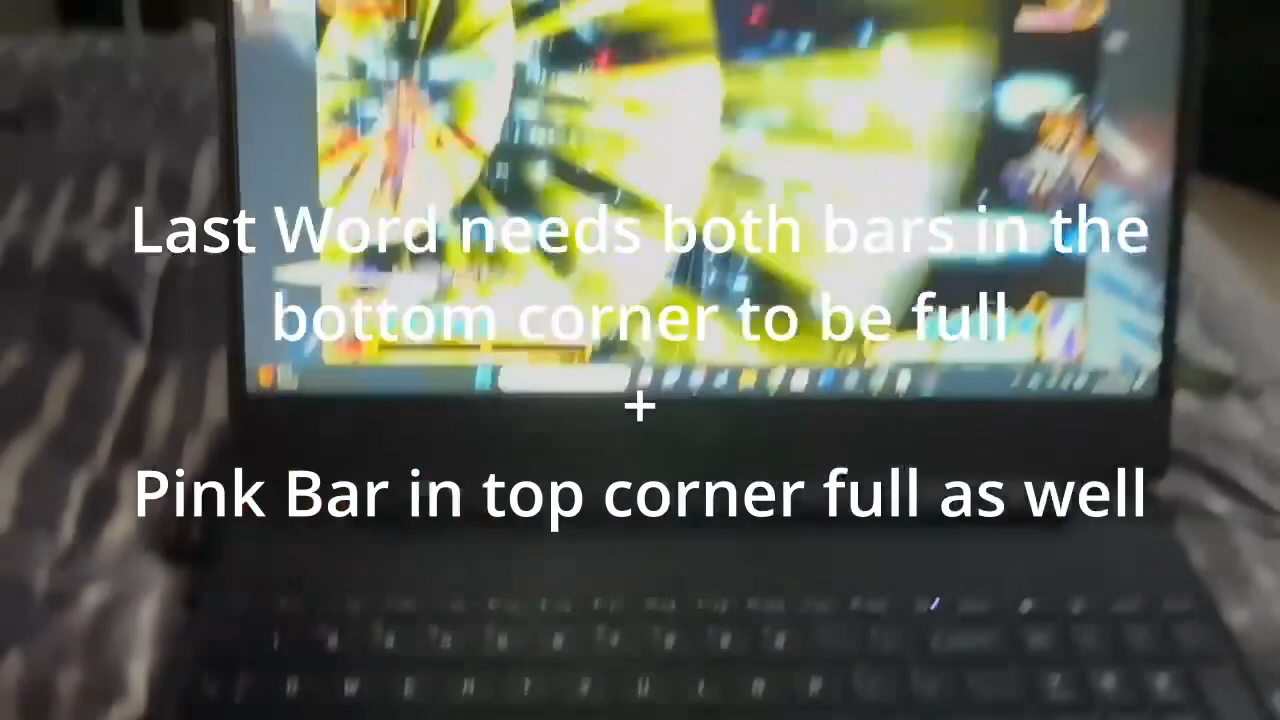 Last Word needs both bars in the
bottom corner to be full
+
Pink Bar in top corner full as well